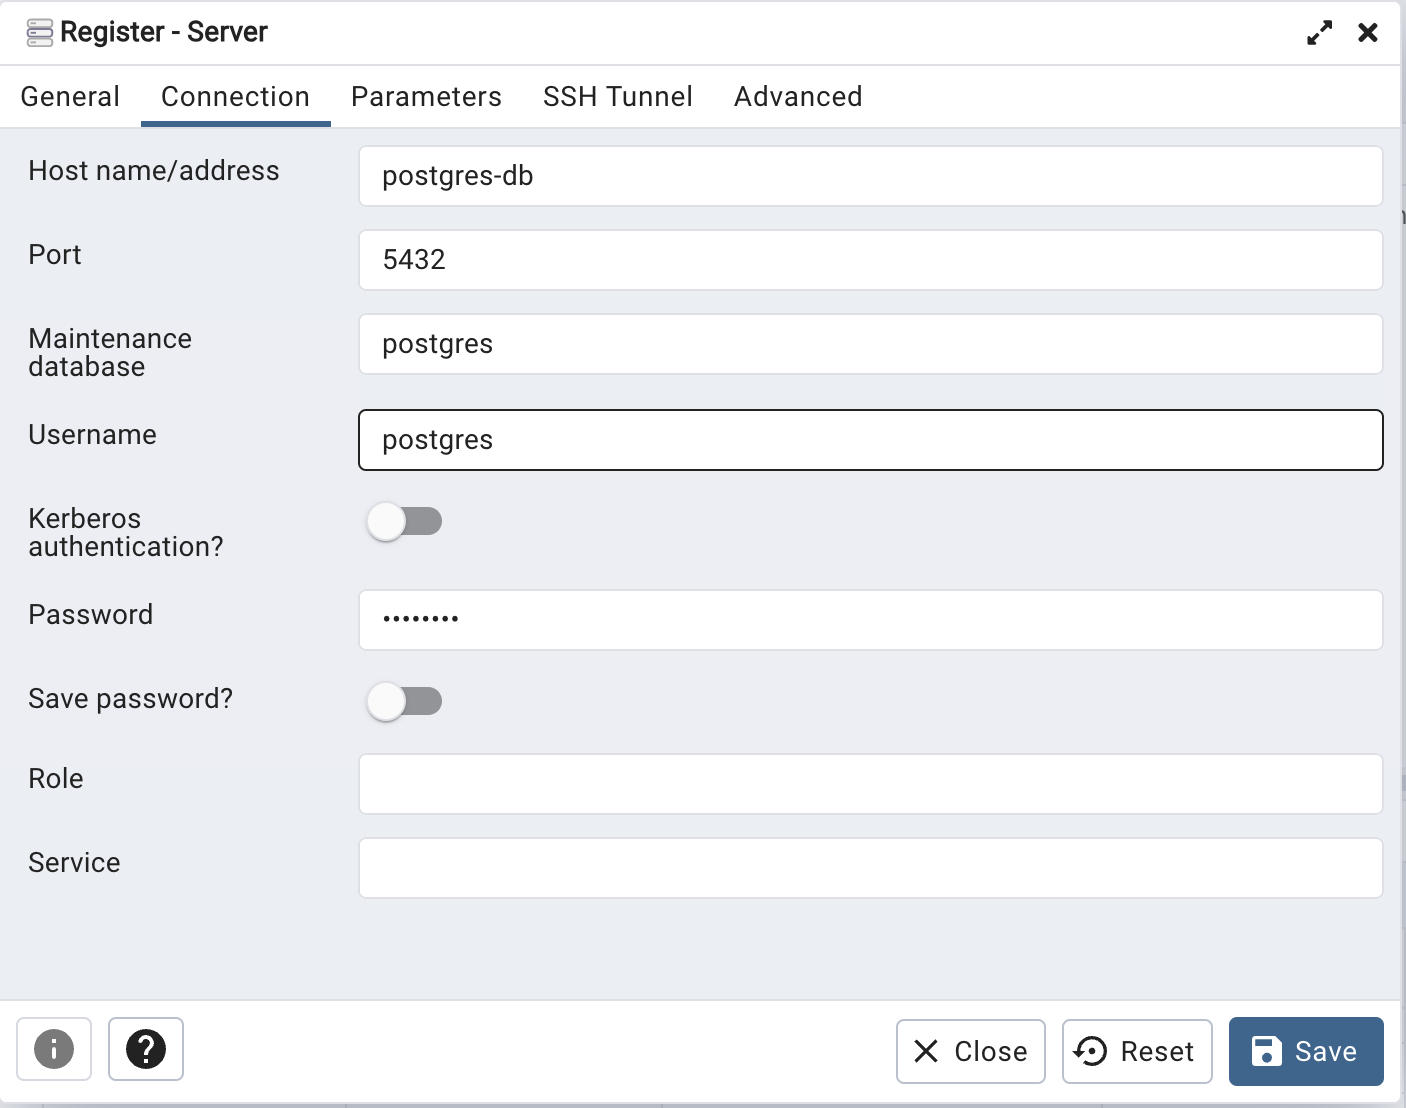 Register - Server
General Connection Parameters SSH Tunnel Advanced
Host name/address postgres-db
Port 5432
Maintenance
database
postgres
Username postgres
Kerberos
authentication?
Password ••••••••
Save password?
Role
Service
Close Reset Save